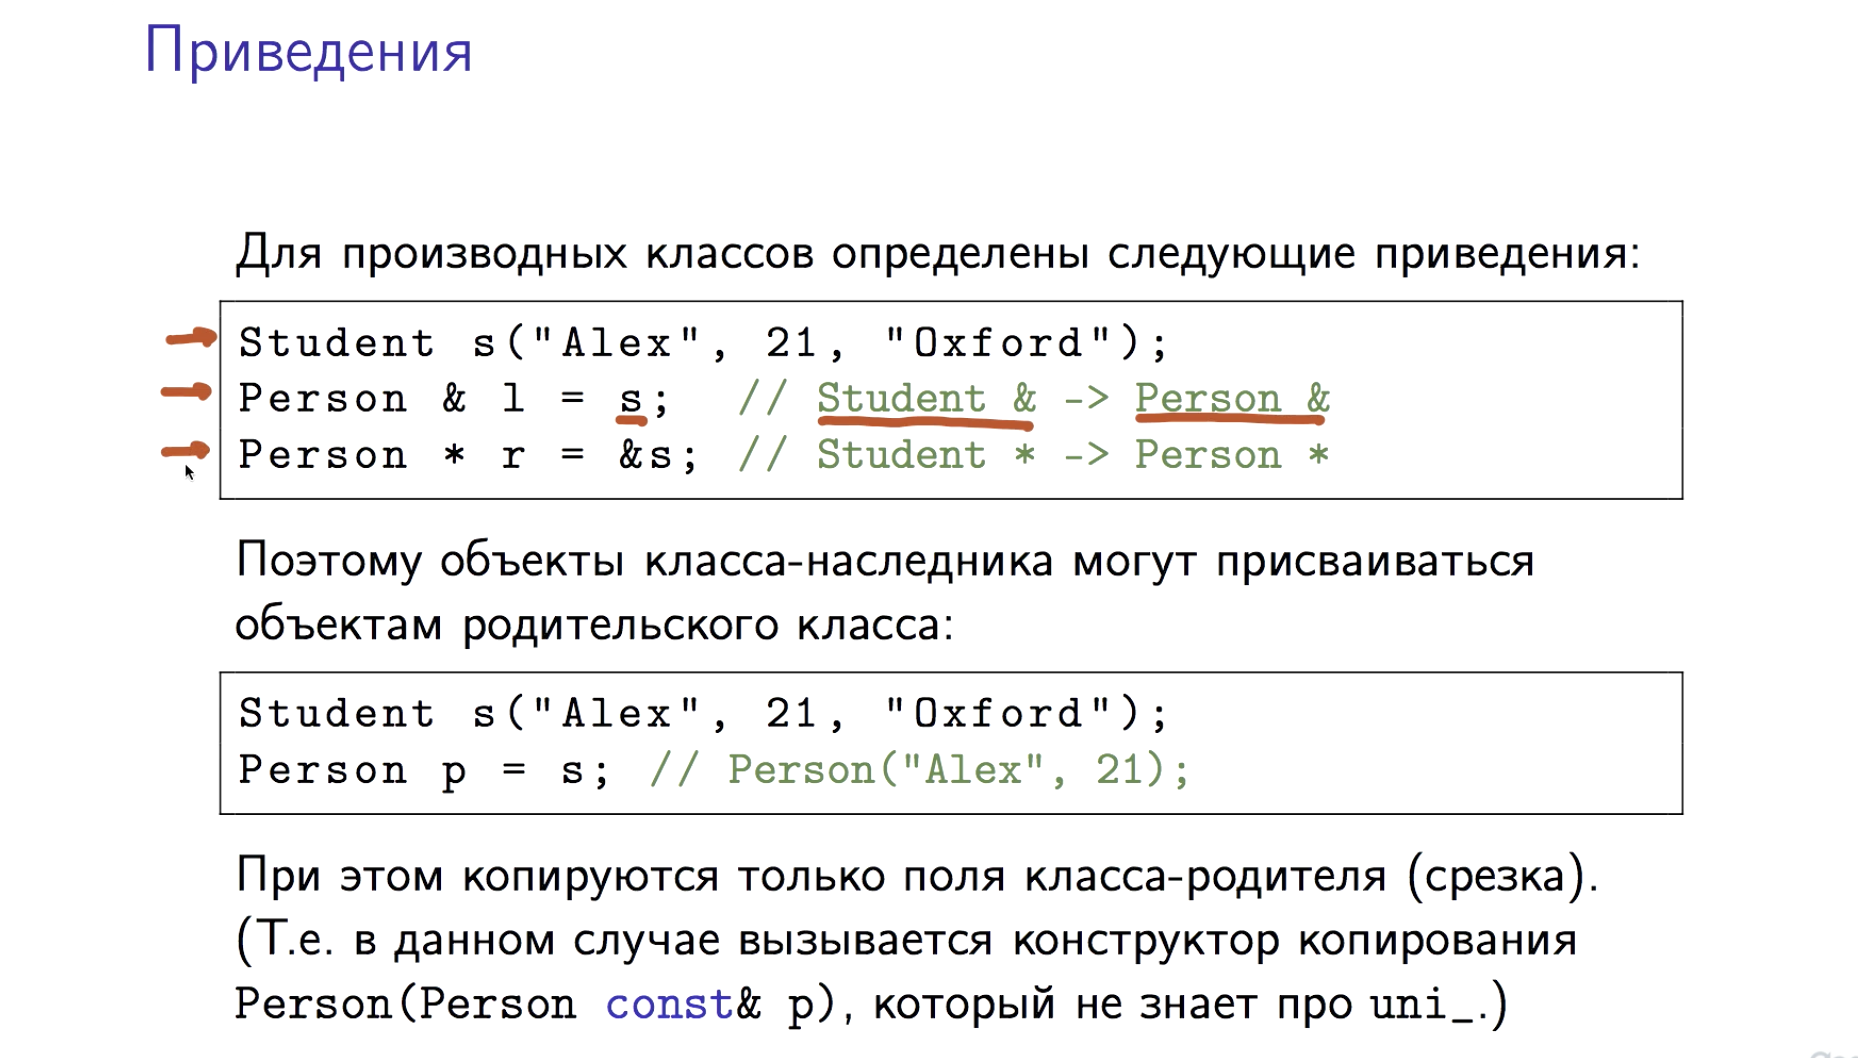 Приведения
Для производных классов определены следующие приведения:
Student s("Alex", 21, "Oxford");
Person & l = s; // Student & -> Person &
Person * r = &s; // Student * -> Person *
Поэтому объекты класса-наследника могут присваиваться
объектам родительского класса:
Student s("Alex", 21, "Oxford");
Person p = s; // Person("Alex", 21);
При этом копируются только поля класса-родителя (срезка).
(Т.е. в данном случае вызывается конструктор копирования
Person(Person const& p), который не знает про uni_.)